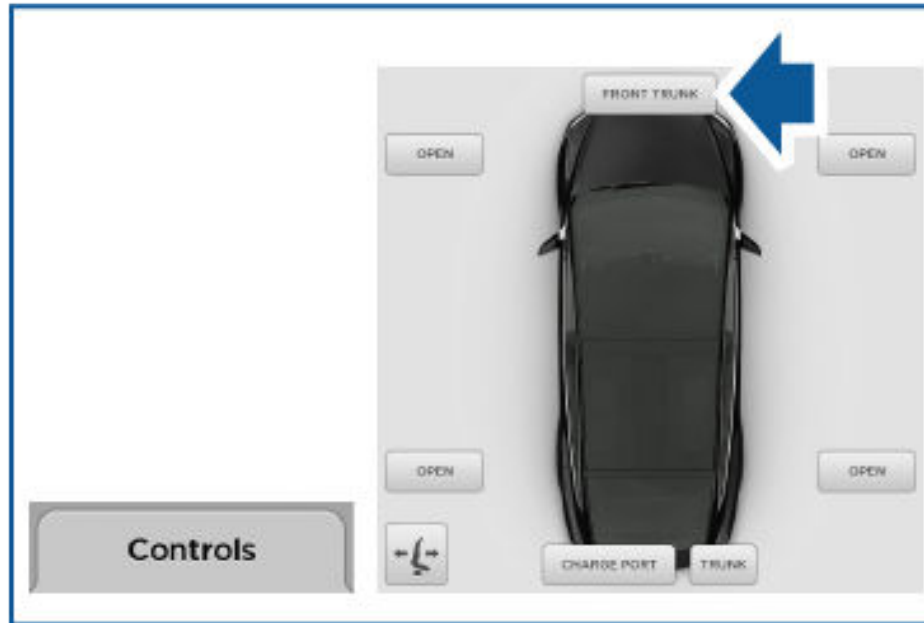 FRONT TRUNK
OPEN
OPEN
OPEN
OPEN
Controls
CHARGE PORT
TRUNK